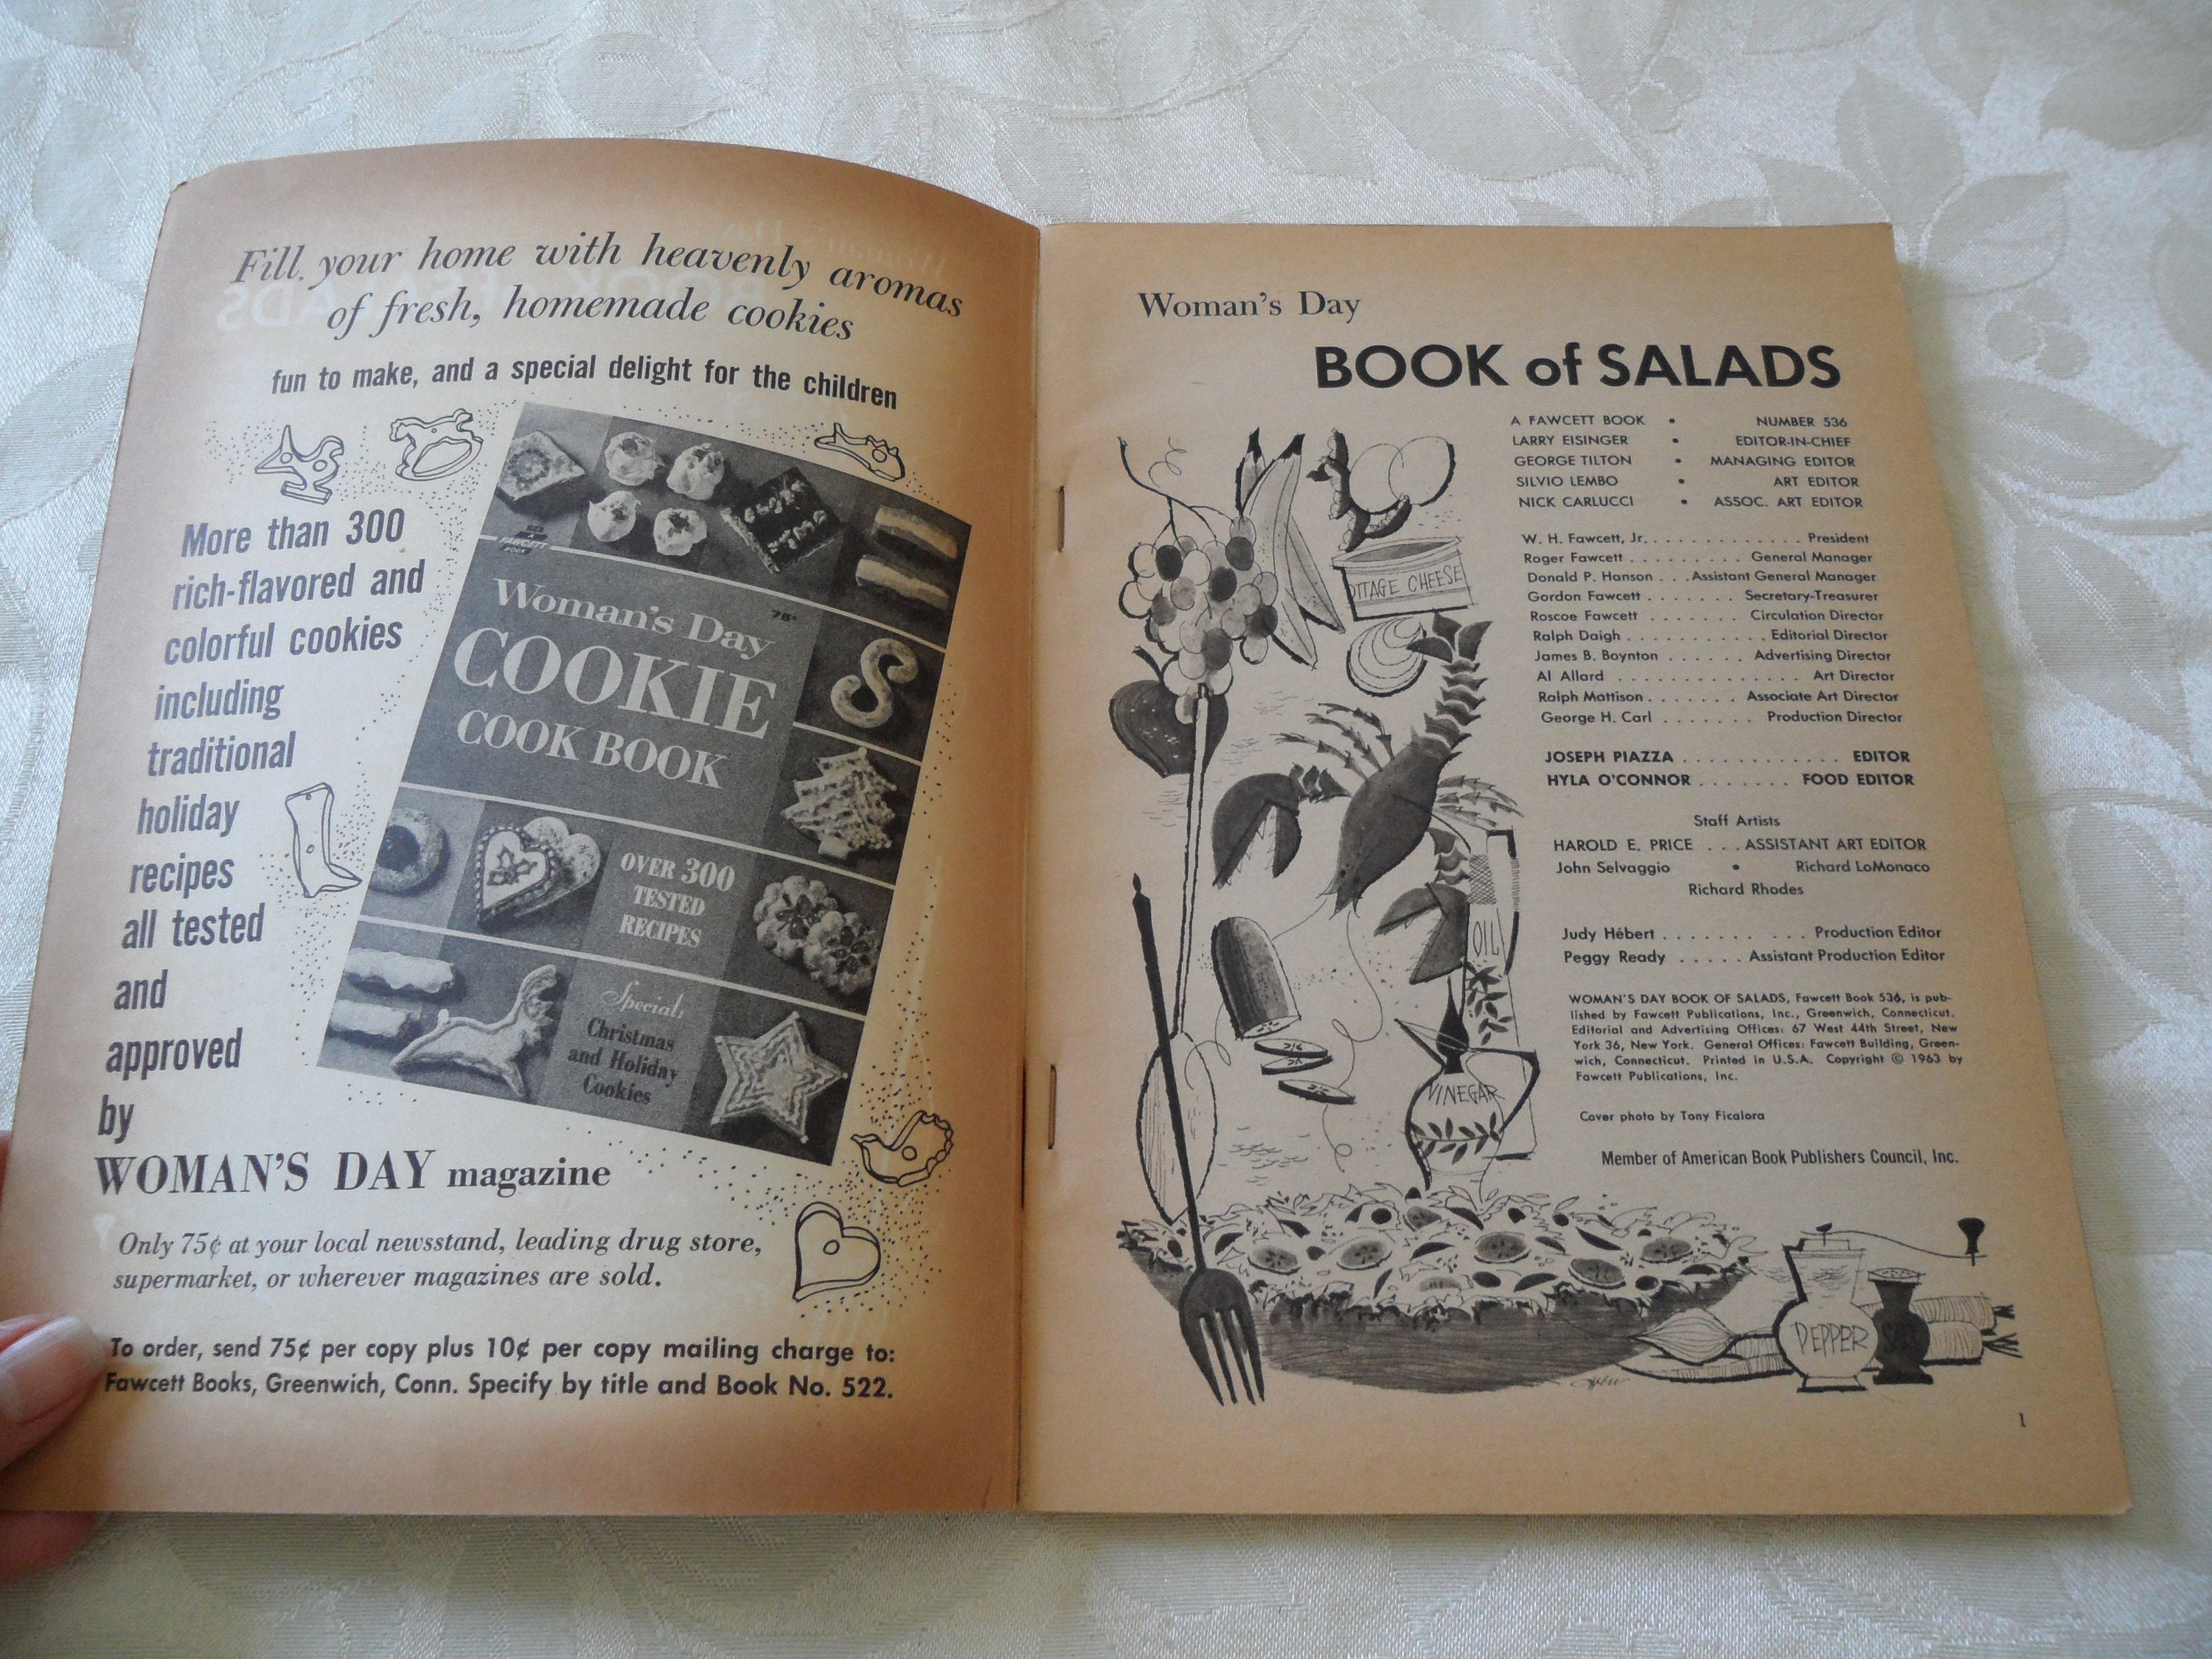 Fill your home with heavenly aromas
of fresh, homemade cookies
fun to make, and a special delight for the children
More than 300
rich-flavored and
colorful cookies
including
traditional
holiday
recipes
all tested
and
approved
by
WOMAN'S DAY magazine
522
A
FAWCETT
BOOK
Woman's Day
75¢
COOKIE
COOK BOOK
OVER 300
TESTED
RECIPES
Special:
Christmas
and Holiday
Cookies
Only 75¢ at your local newsstand, leading drug store,
supermarket, or wherever magazines are sold.
To order, send 75¢ per copy plus 10¢ per copy mailing charge to:
Fawcett Books, Greenwich, Conn. Specify by title and Book No. 522.
Woman's Day
BOOK of SALADS
A FAWCETT BOOK • NUMBER 536
LARRY EISINGER • EDITOR-IN-CHIEF
GEORGE TILTON • MANAGING EDITOR
SILVIO LEMBO • ART EDITOR
NICK CARLUCCI • ASSOC. ART EDITOR
W. H. Fawcett, Jr. . . . . . . . . . . . . . President
Roger Fawcett . . . . . . . . . General Manager
Donald P. Hanson . . . Assistant General Manager
Gordon Fawcett . . . . . . . Secretary-Treasurer
Roscoe Fawcett . . . . . . . Circulation Director
Ralph Daigh . . . . . . . . . . . Editorial Director
James B. Boynton . . . . . . Advertising Director
Al Allard . . . . . . . . . . . . . . . Art Director
Ralph Mattison . . . . . . . Associate Art Director
George H. Carl . . . . . . . Production Director
JOSEPH PIAZZA . . . . . . . . . . . . EDITOR
HYLA O'CONNOR . . . . . . . FOOD EDITOR
Staff Artists
HAROLD E. PRICE . . . ASSISTANT ART EDITOR
John Selvaggio • Richard LoMonaco
Richard Rhodes
Judy Hébert . . . . . . . . . . Production Editor
Peggy Ready . . . . . Assistant Production Editor
WOMAN'S DAY BOOK OF SALADS, Fawcett Book 536, is pub-
lished by Fawcett Publications, Inc., Greenwich, Connecticut.
Editorial and Advertising Offices: 67 West 44th Street, New
York 36, New York. General Offices: Fawcett Building, Green-
wich, Connecticut. Printed in U.S.A. Copyright © 1963 by
Fawcett Publications, Inc.
Cover photo by Tony Ficalora
Member of American Book Publishers Council, Inc.
OTTAGE CHEESE
OIL
VINEGAR
PEPPER
1